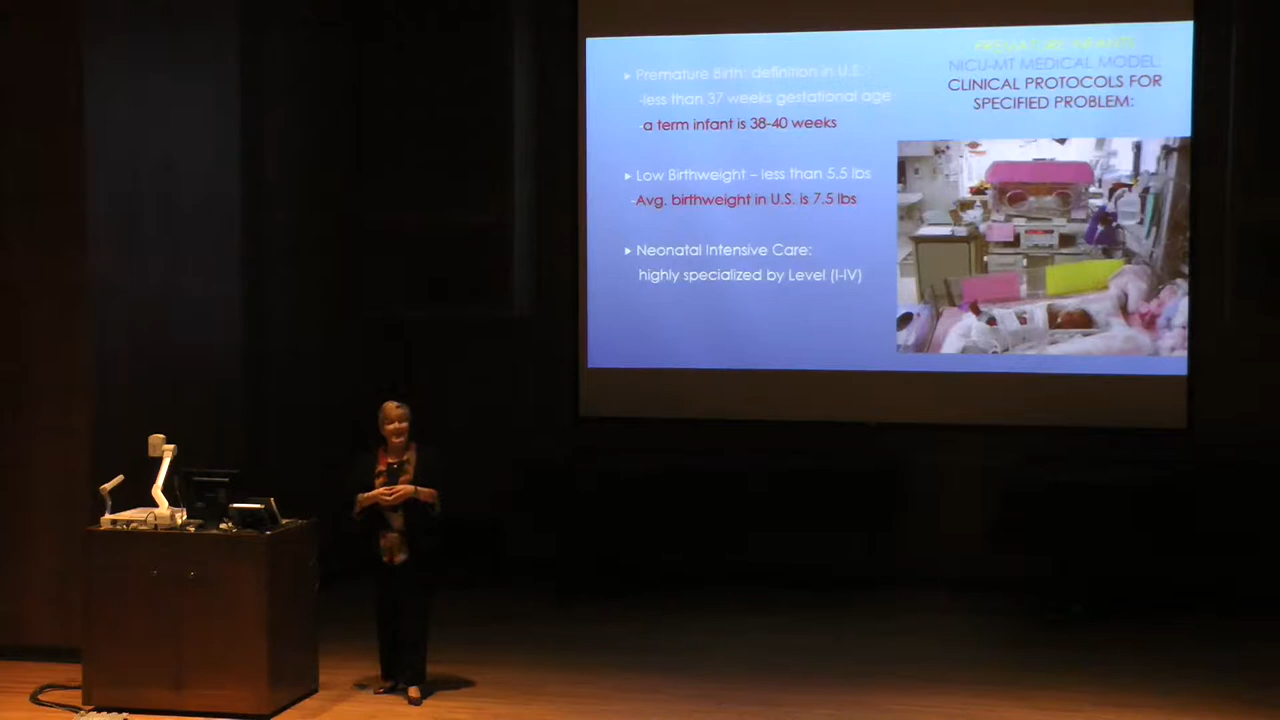 PREMATURE INFANTS
NICU-MT MEDICAL MODEL:
CLINICAL PROTOCOLS FOR
SPECIFIED PROBLEM:
Premature Birth: definition in U.S.
-less than 37 weeks gestational age
-a term infant is 38-40 weeks
Low Birthweight – less than 5.5 lbs
-Avg. birthweight in U.S. is 7.5 lbs
Neonatal Intensive Care:
highly specialized by Level (I-IV)